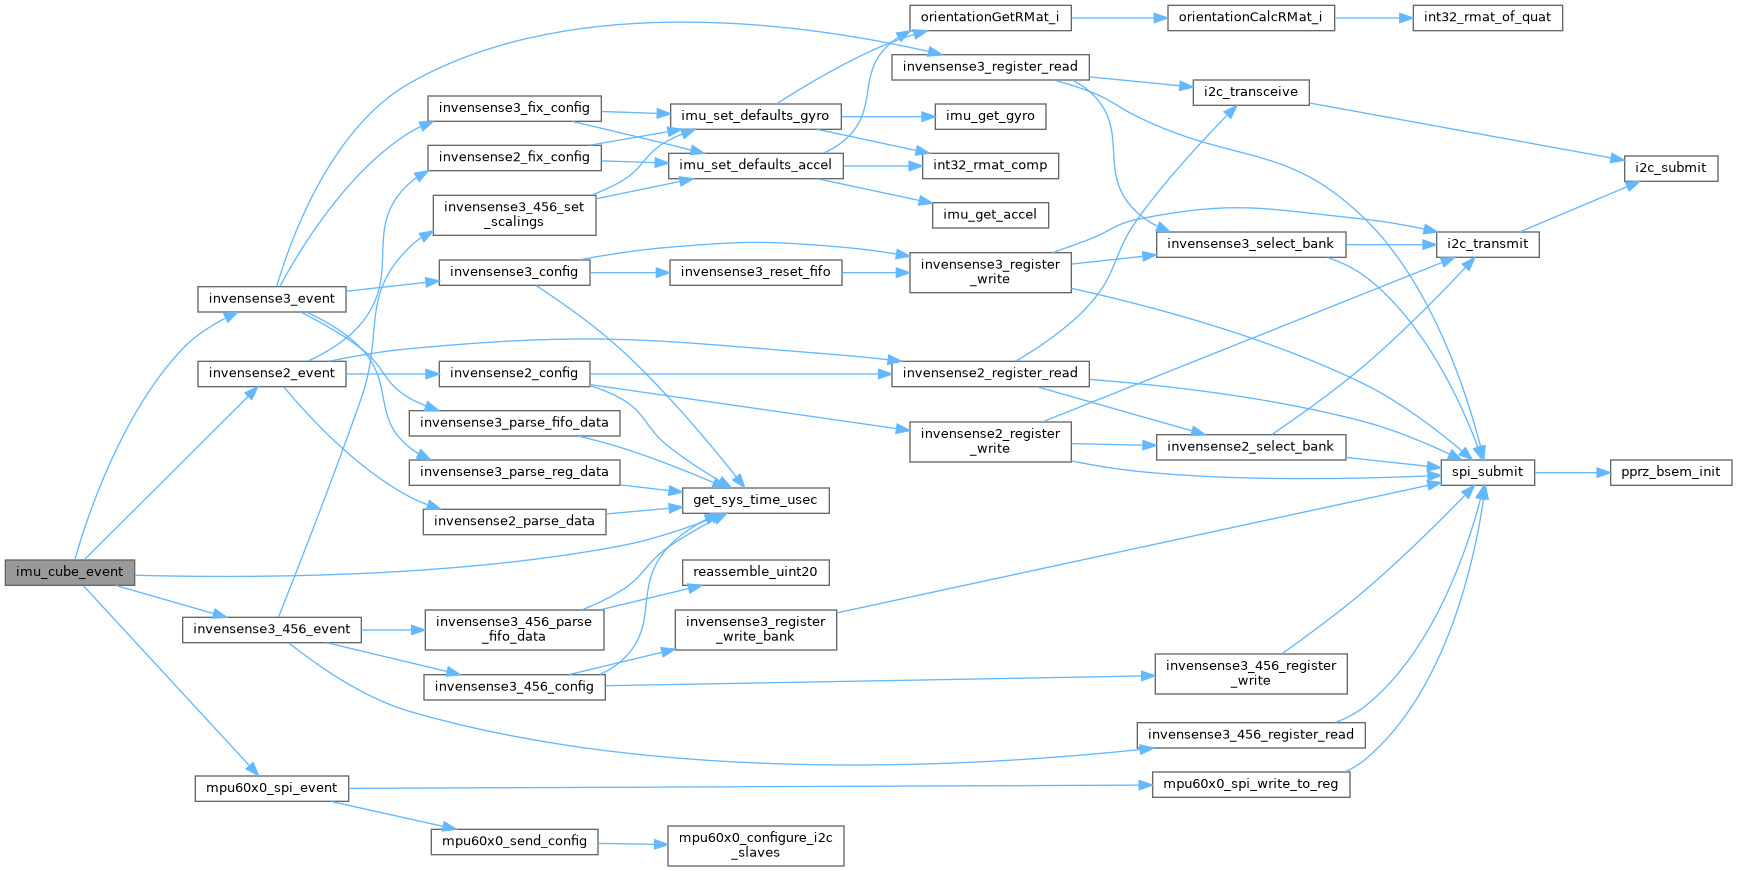 orientationGetRMat_i
orientationCalcRMat_i
int32_rmat_of_quat
invensense3_register_read
i2c_transceive
invensense3_fix_config
imu_set_defaults_gyro
imu_get_gyro
invensense2_fix_config
imu_set_defaults_accel
int32_rmat_comp
i2c_submit
invensense3_456_set
_scalings
imu_get_accel
invensense3_select_bank
i2c_transmit
invensense3_config
invensense3_reset_fifo
invensense3_register
_write
invensense3_event
invensense2_event
invensense2_config
invensense2_register_read
invensense3_parse_fifo_data
invensense2_register
_write
invensense2_select_bank
invensense3_parse_reg_data
spi_submit
pprz_bsem_init
get_sys_time_usec
invensense2_parse_data
imu_cube_event
reassemble_uint20
invensense3_456_event
invensense3_456_parse
_fifo_data
invensense3_register
_write_bank
invensense3_456_config
invensense3_456_register
_write
invensense3_456_register_read
mpu60x0_spi_event
mpu60x0_spi_write_to_reg
mpu60x0_send_config
mpu60x0_configure_i2c
_slaves